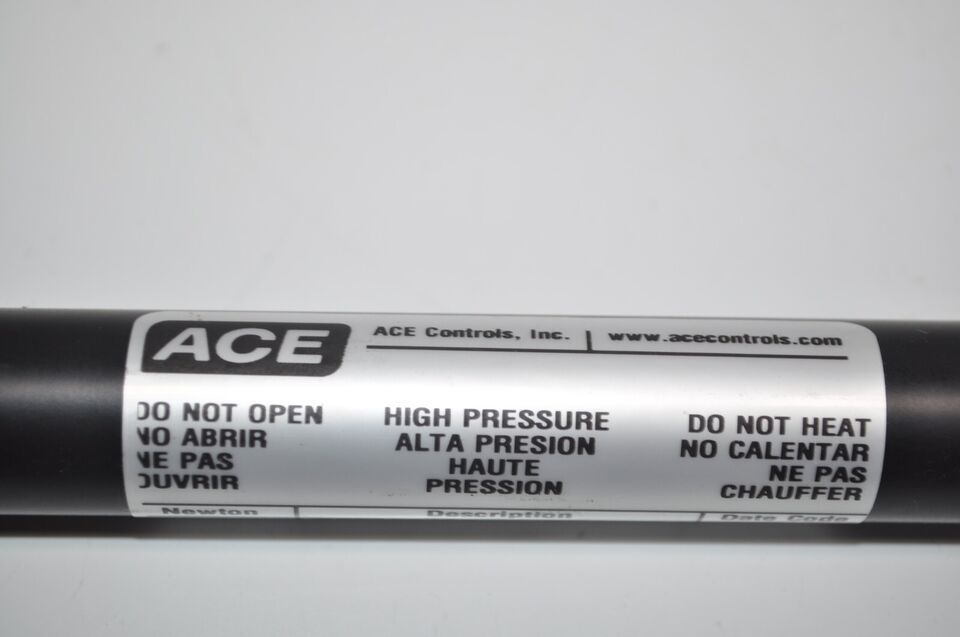 ACE
ACE Controls, Inc. | www.acecontrols.com
DO NOT OPEN
NO ABRIR
NE PAS
OUVRIR
HIGH PRESSURE
ALTA PRESION
HAUTE
PRESSION
DO NOT HEAT
NO CALENTAR
NE PAS
CHAUFFER
Newton | Description | Date Code